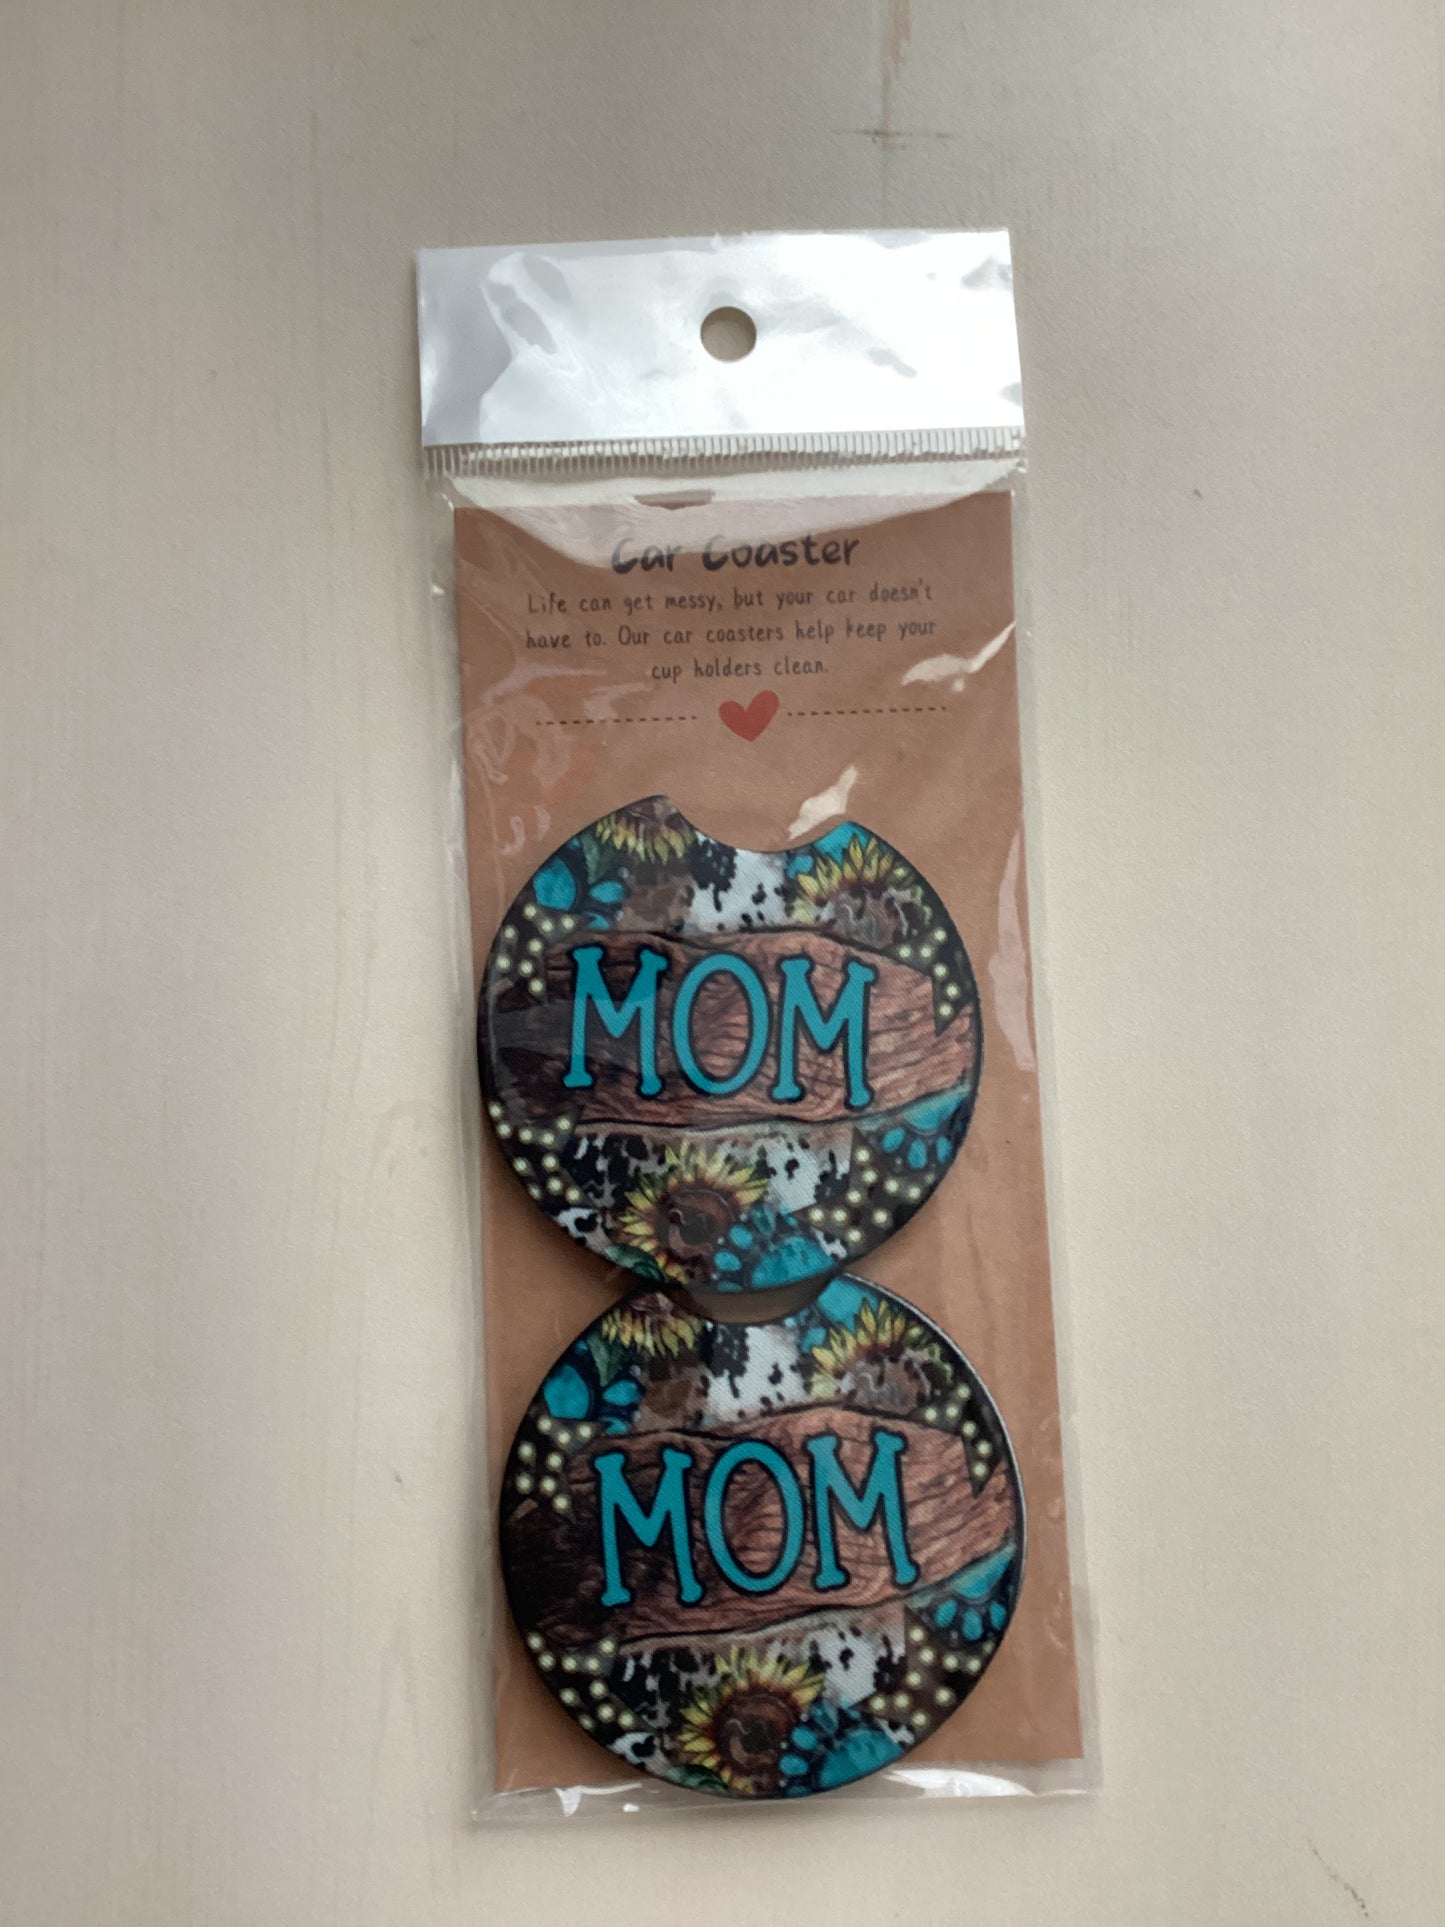 Car Coaster
Life can get messy, but your car doesn't
have to. Our car coasters help keep your
cup holders clean.
MOM
MOM